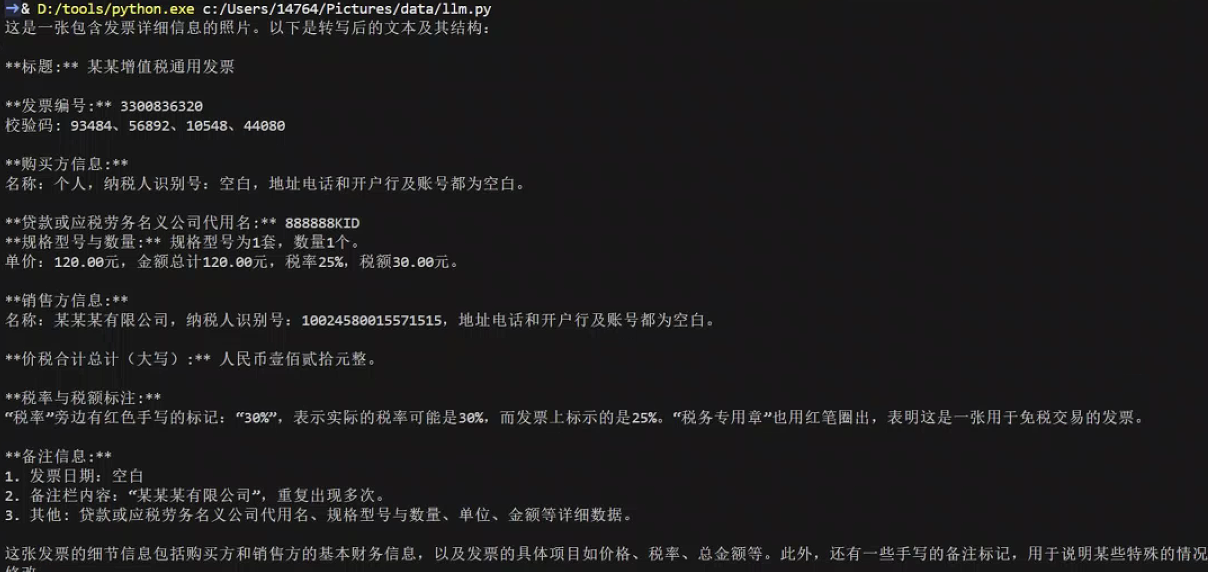 →& D:/tools/python.exe c:/Users/14764/Pictures/data/llm.py
这是一张包含发票详细信息的照片。以下是转写后的文本及其结构：
**标题:** 某某增值税通用发票
**发票编号:** 3300836320
校验码: 93484、56892、10548、44080
**购买方信息:**
名称: 个人，纳税人识别号: 空白，地址电话和开户行及账号都为空白。
**贷款或应税劳务名义公司代用名:** 888888KID
**规格型号与数量:** 规格型号为1套，数量1个。
单价: 120.00元，金额总计120.00元，税率25%，税额30.00元。
**销售方信息:**
名称: 某某某有限公司，纳税人识别号: 10024580015571515，地址电话和开户行及账号都为空白。
**价税合计总计（大写）:** 人民币壹佰贰拾元整。
**税率与税额标注:**
“税率”旁边有红色手写的标记: “30%”，表示实际的税率可能是30%，而发票上标示的是25%。“税务专用章”也用红笔圈出，表明这是一张用于免税交易的发票。
**备注信息:**
1. 发票日期: 空白
2. 备注栏内容: “某某某有限公司”，重复出现多次。
3. 其他: 贷款或应税劳务名义公司代用名、规格型号与数量、单位、金额等详细数据。
这张发票的细节信息包括购买方和销售方的基本财务信息，以及发票的具体项目如价格、税率、总金额等。此外，还有一些手写的备注标记，用于说明某些特殊的情况